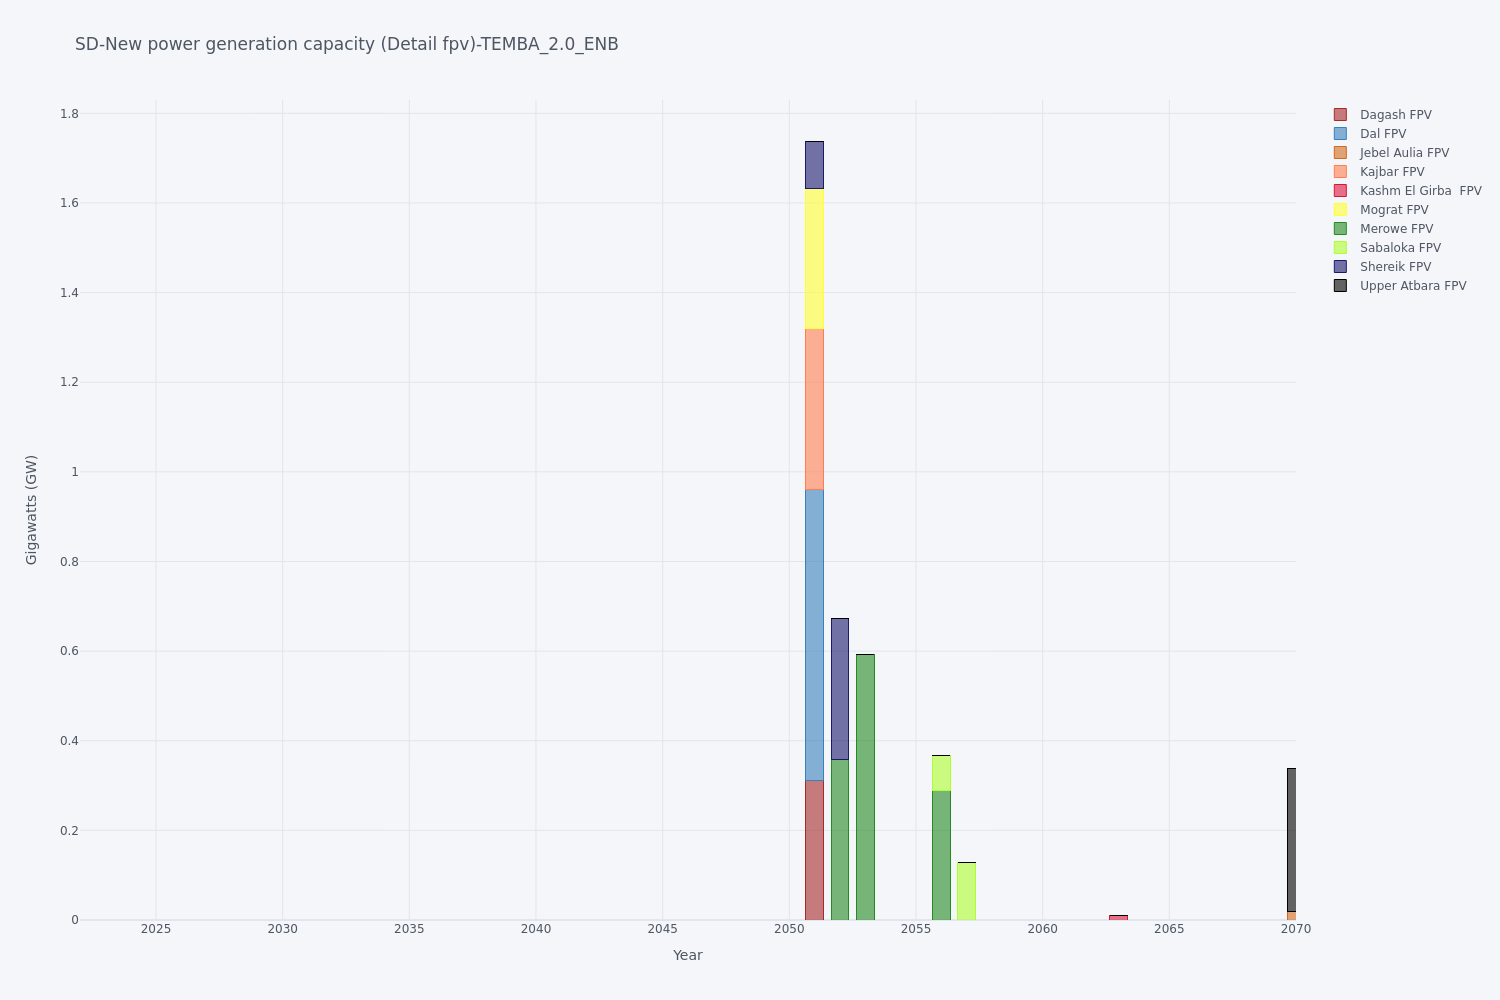 SD-New power generation capacity (Detail fpv)-TEMBA_2.0_ENB
1.8
1.6
1.4
1.2
1
0.8
0.6
0.4
0.2
0
Gigawatts (GW)
2025
2030
2035
2040
2045
2050
2055
2060
2065
2070
Year
Dagash FPV
Dal FPV
Jebel Aulia FPV
Kajbar FPV
Kashm El Girba  FPV
Mograt FPV
Merowe FPV
Sabaloka FPV
Shereik FPV
Upper Atbara FPV